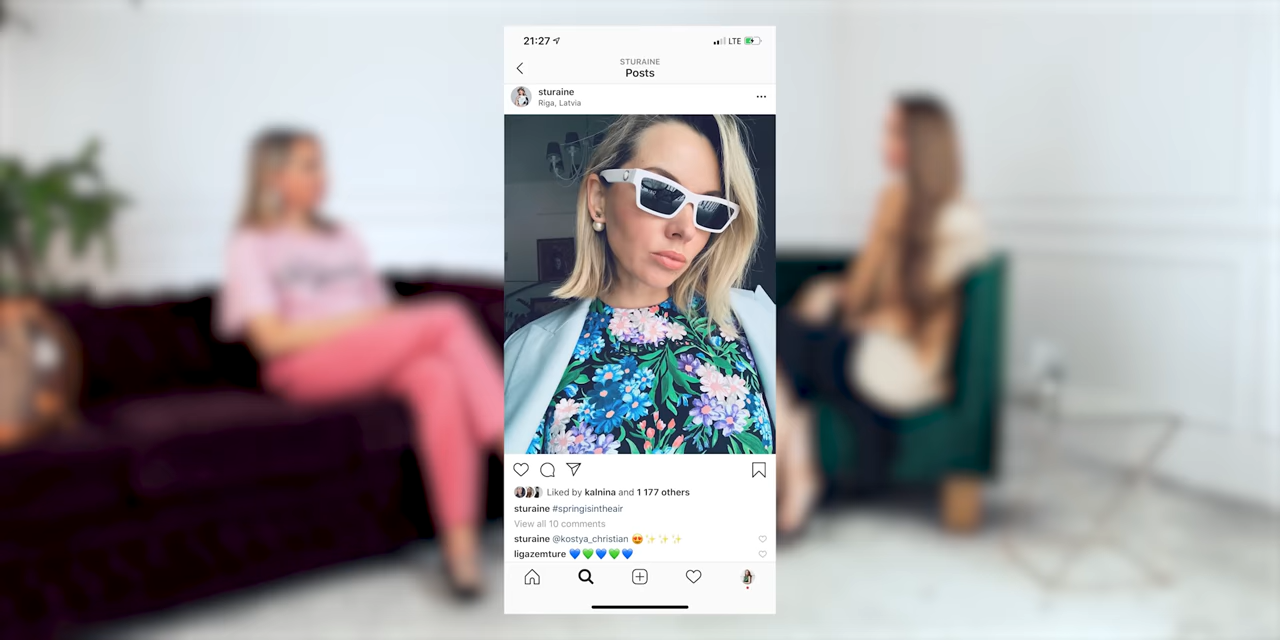 21:27
LTE
STURAINE
Posts
sturaine
Riga, Latvia
Liked by kalnina and 1 177 others
sturaine #springisintheair
View all 10 comments
sturaine @kostya_christian 😍✨✨✨
ligazemture 💙💚💙💚💙